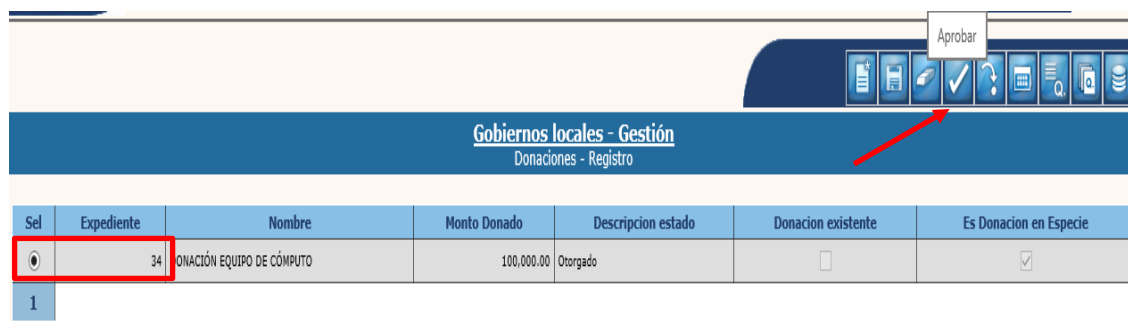 Aprobar
Gobiernos locales - Gestión
Donaciones - Registro
Sel Expediente Nombre Monto Donado Descripcion estado Donacion existente Es Donacion en Especie
34 DONACIÓN EQUIPO DE CÓMPUTO 100,000.00 Otorgado
1